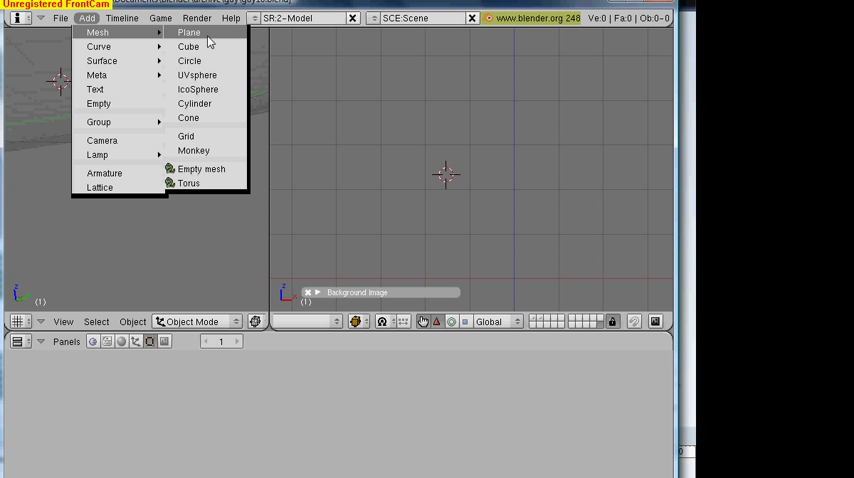 Unregistered FrontCam
File Add Timeline Game Render Help SR:2-Model SCE:Scene www.blender.org 248 Ve:0 | Fa:0 | Ob:0-0
Mesh
Curve
Surface
Meta
Text
Empty
Group
Camera
Lamp
Armature
Lattice
Plane
Cube
Circle
UVsphere
IcoSphere
Cylinder
Cone
Grid
Monkey
Empty mesh
Torus
z
(1)
z
x
Background Image
(1)
View Select Object Object Mode Global
Panels 1
0